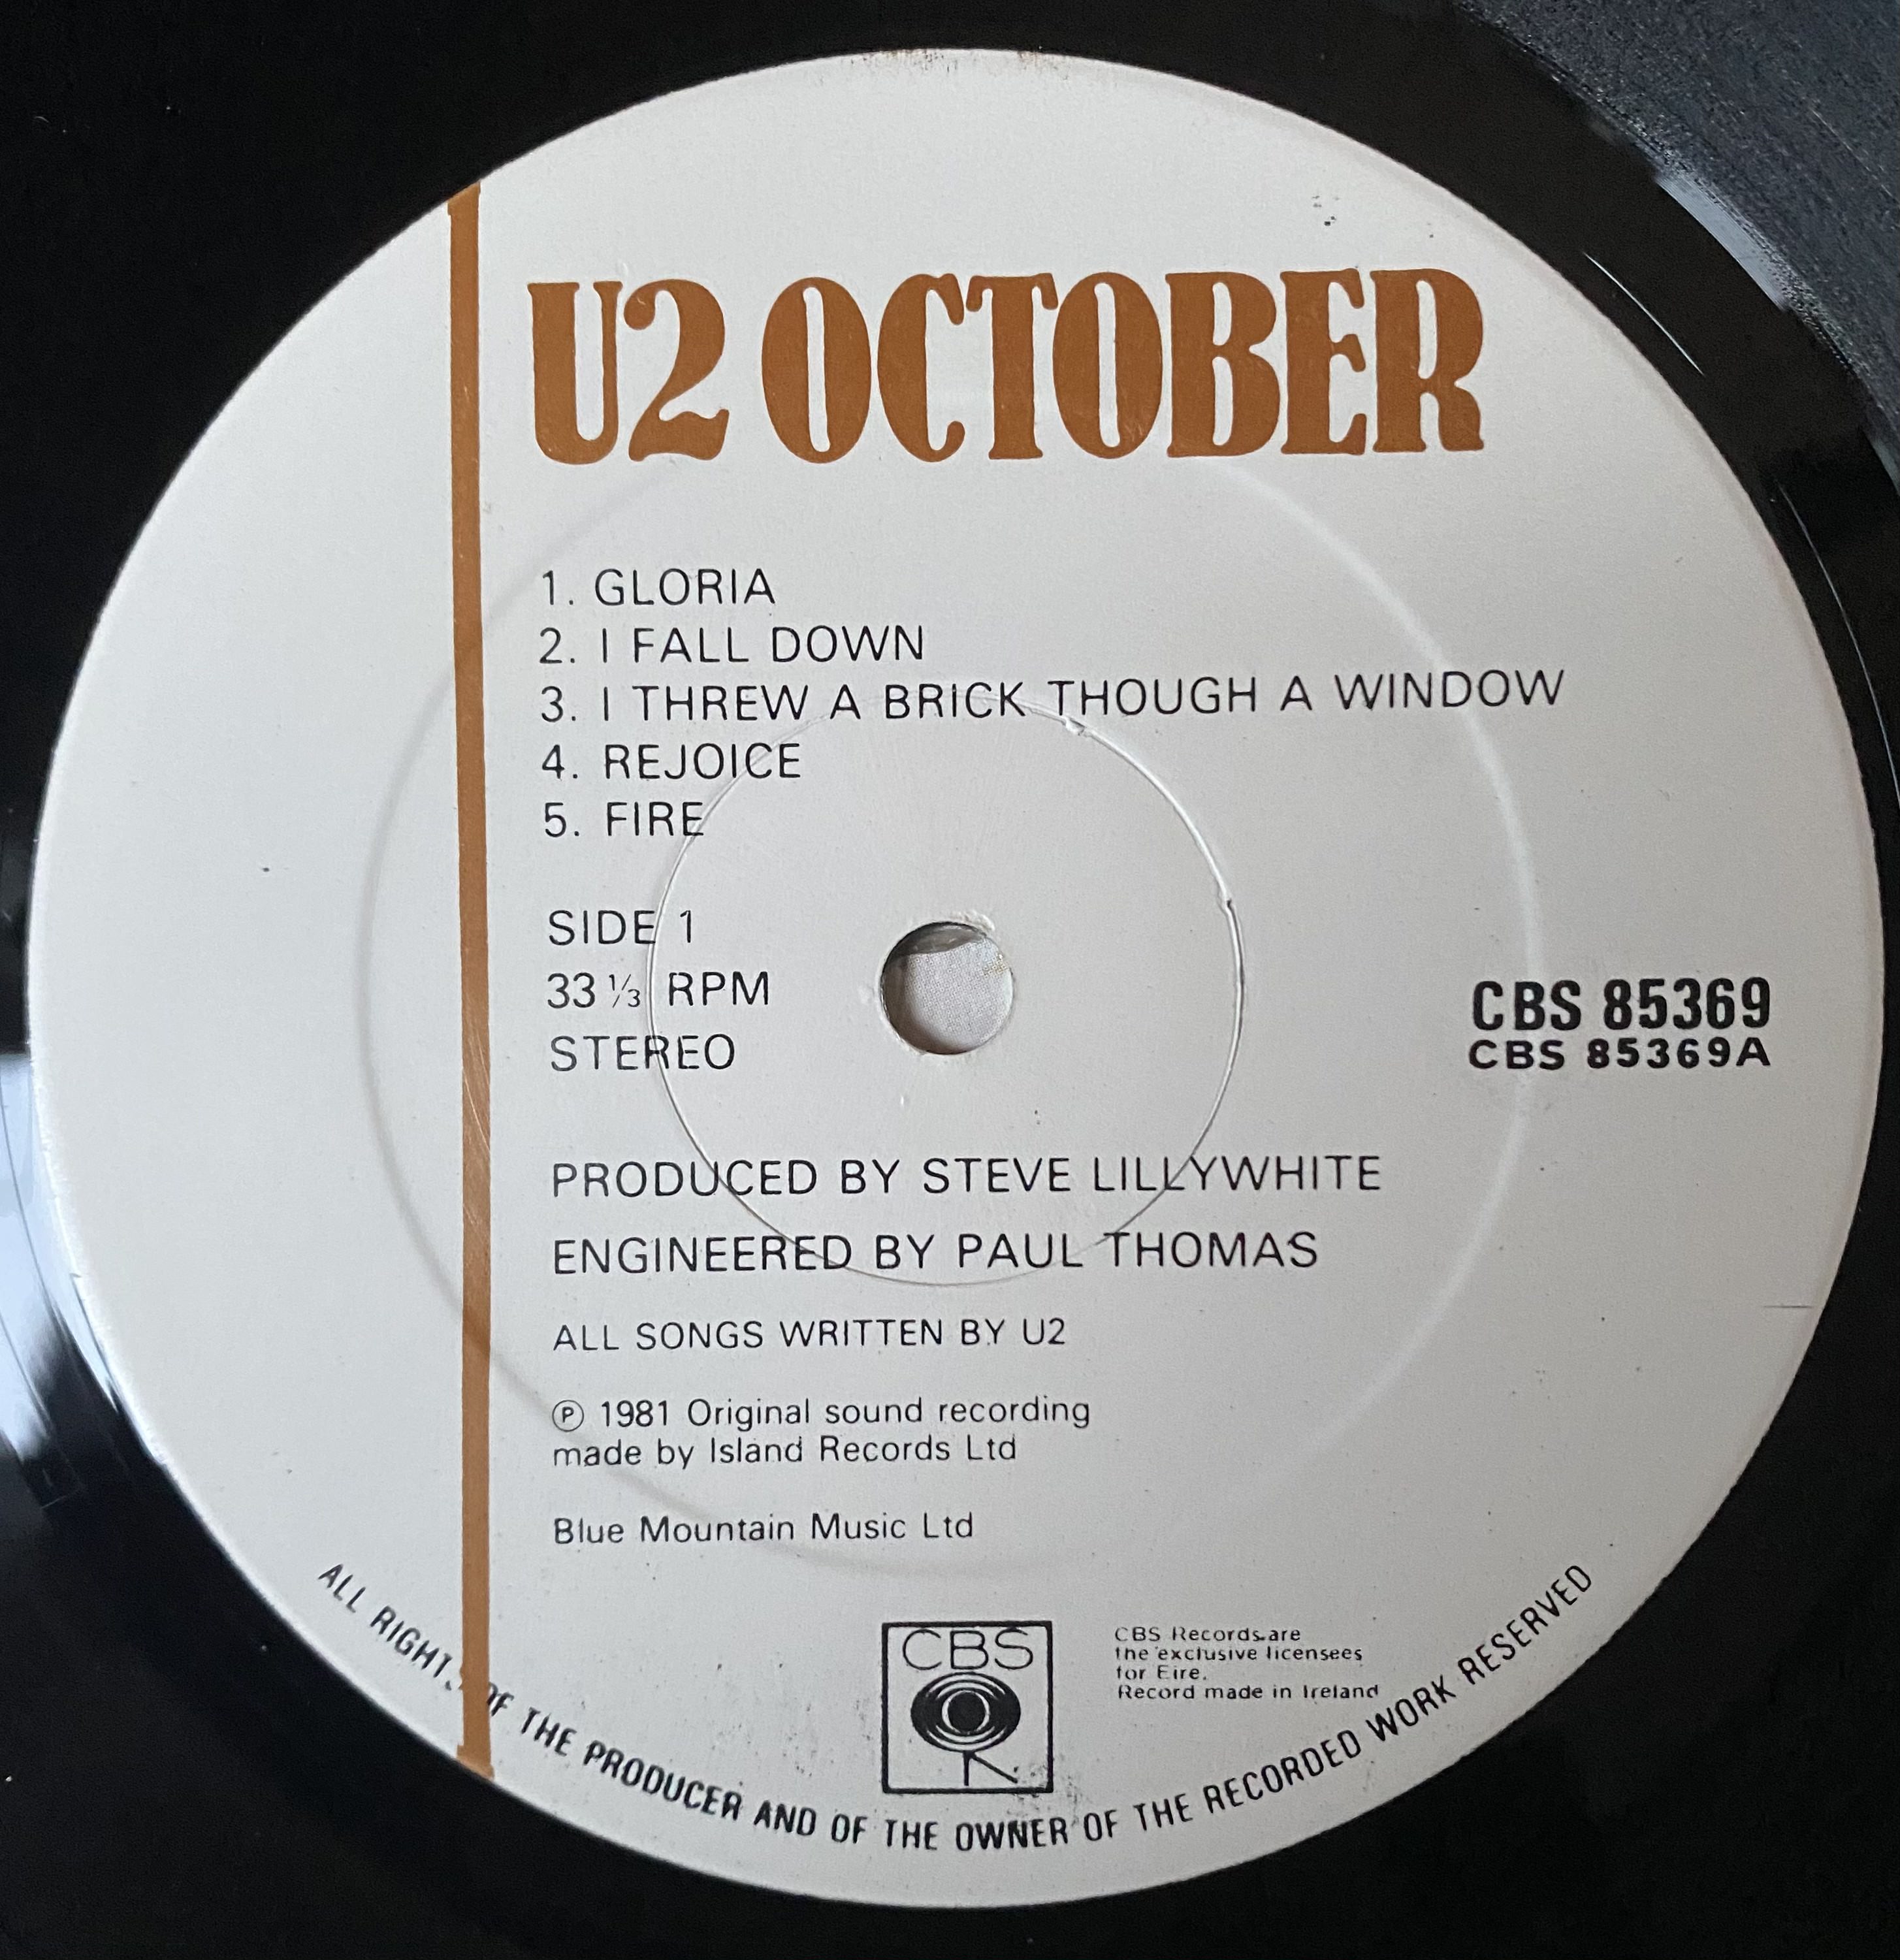 U2 OCTOBER
1. GLORIA
2. I FALL DOWN
3. I THREW A BRICK THOUGH A WINDOW
4. REJOICE
5. FIRE
SIDE 1
33 ⅓ RPM
STEREO
CBS 85369
CBS 85369A
PRODUCED BY STEVE LILLYWHITE
ENGINEERED BY PAUL THOMAS
ALL SONGS WRITTEN BY U2
Ⓟ 1981 Original sound recording
made by Island Records Ltd
Blue Mountain Music Ltd
CBS
CBS Records are
the exclusive licensees
for Eire.
Record made in Ireland
ALL RIGHTS OF THE PRODUCER AND OF THE OWNER OF THE RECORDED WORK RESERVED